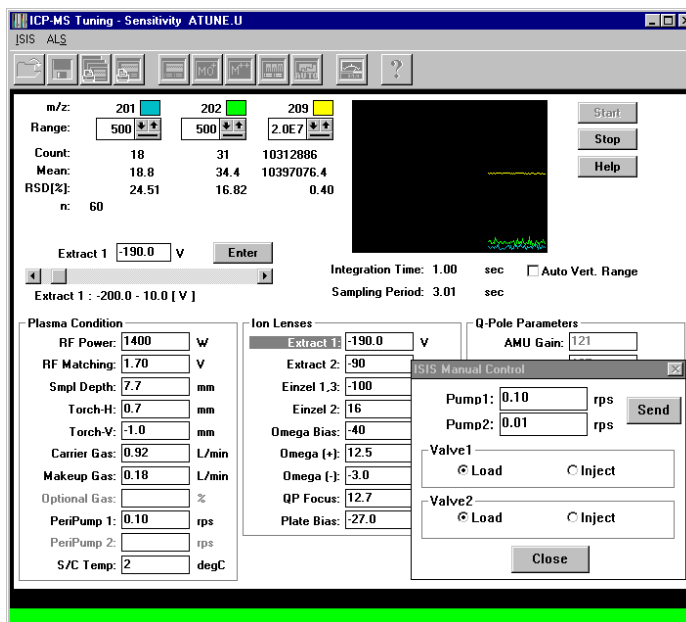 ICP-MS Tuning - Sensitivity ATUNE.U
ISIS ALS
MO+ M++ AUTO ?
m/z: 201 202 209
Range: 500 500 2.0E7
Count: 18 31 10312886
Mean: 18.8 34.4 10397076.4
RSD[%]: 24.51 16.82 0.40
n: 60
Start
Stop
Help
Extract 1 -190.0 V Enter
Extract 1 : -200.0 - 10.0 [ V ]
Integration Time: 1.00 sec Auto Vert. Range
Sampling Period: 3.01 sec
Plasma Condition
RF Power: 1400 W
RF Matching: 1.70 V
Smpl Depth: 7.7 mm
Torch-H: 0.7 mm
Torch-V: -1.0 mm
Carrier Gas: 0.92 L/min
Makeup Gas: 0.18 L/min
Optional Gas: %
PeriPump 1: 0.10 rps
PeriPump 2: rps
S/C Temp: 2 degC
Ion Lenses
Extract 1: -190.0 V
Extract 2: -90
Einzel 1,3: -100
Einzel 2: 16
Omega Bias: -40
Omega (+): 12.5
Omega (-): -3.0
QP Focus: 12.7
Plate Bias: -27.0
Q-Pole Parameters
AMU Gain: 121
ISIS Manual Control
Pump1: 0.10 rps
Pump2: 0.01 rps
Send
Valve1
Load Inject
Valve2
Load Inject
Close